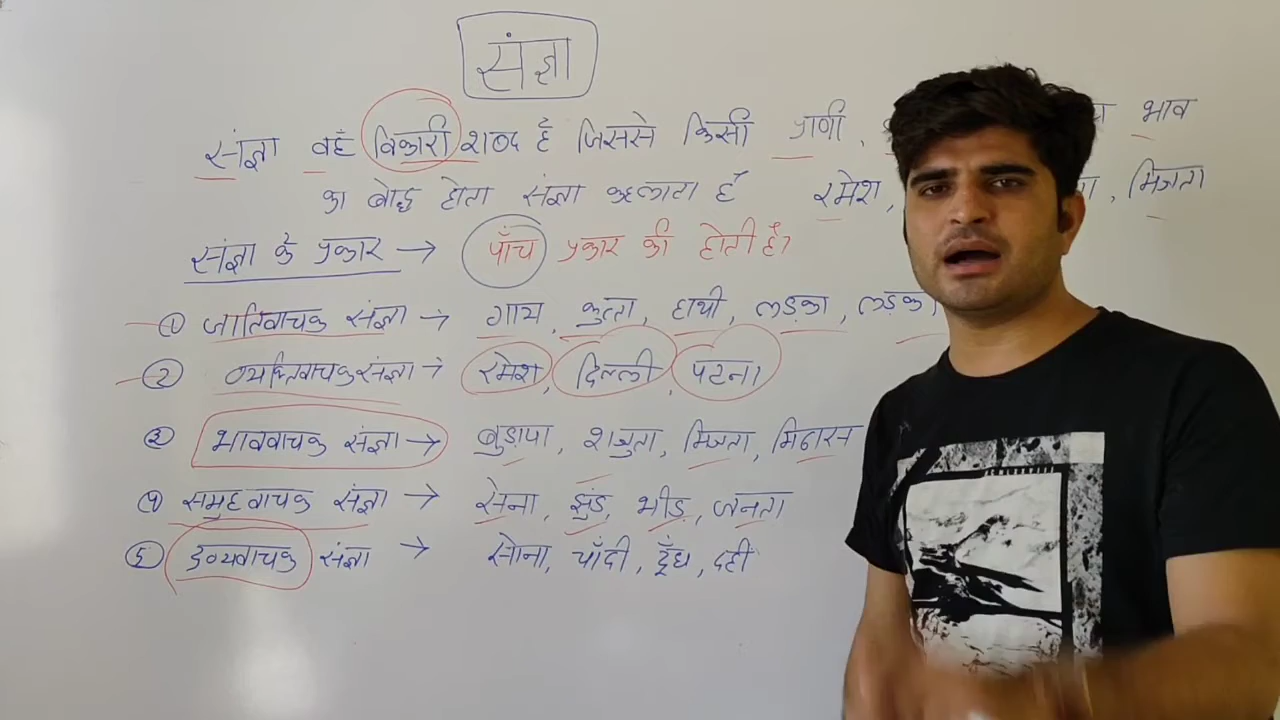 संज्ञा
संज्ञा वहँ विकारी शब्द है जिससे किसी प्राणी, भाव
का बोद्ध होता संज्ञा कहलाता है रमेश, मित्रता
संज्ञा के प्रकार → पाँच प्रकार की होती है?
① जातिवाचक संज्ञा → गाय, कुत्ता, हाथी, लड़का, लड़की
② व्यक्तिवाचक संज्ञा → रमेश, दिल्ली, पटना
③ भाववाचक संज्ञा → बुड़ापा, शत्रुता, मित्रता, मिठास
④ समुहवाचक संज्ञा → सेना, झुंड, भीड़, जनता
⑤ द्रव्यवाचक संज्ञा → सोना, चाँदी, दूँध, दही